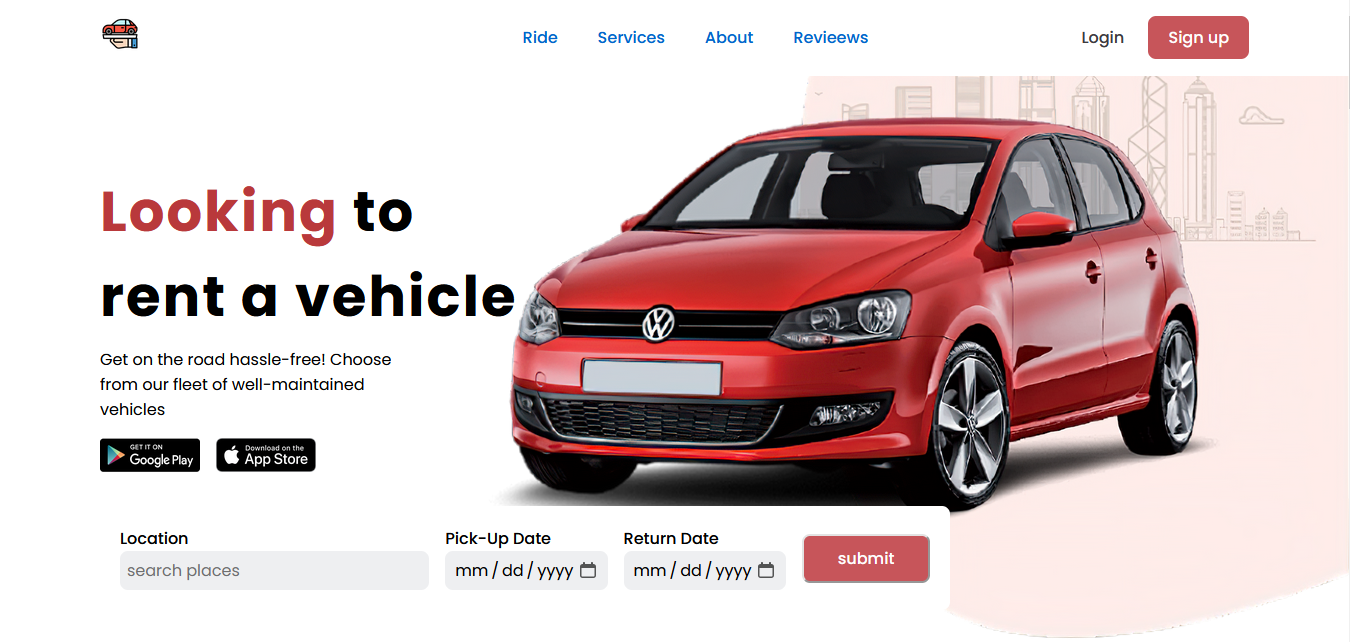 Ride Services About Revieews Login Sign up
Looking to
rent a vehicle
Get on the road hassle-free! Choose
from our fleet of well-maintained
vehicles
GET IT ON
Google Play
Download on the
App Store
Location Pick-Up Date Return Date
search places mm / dd / yyyy mm / dd / yyyy submit